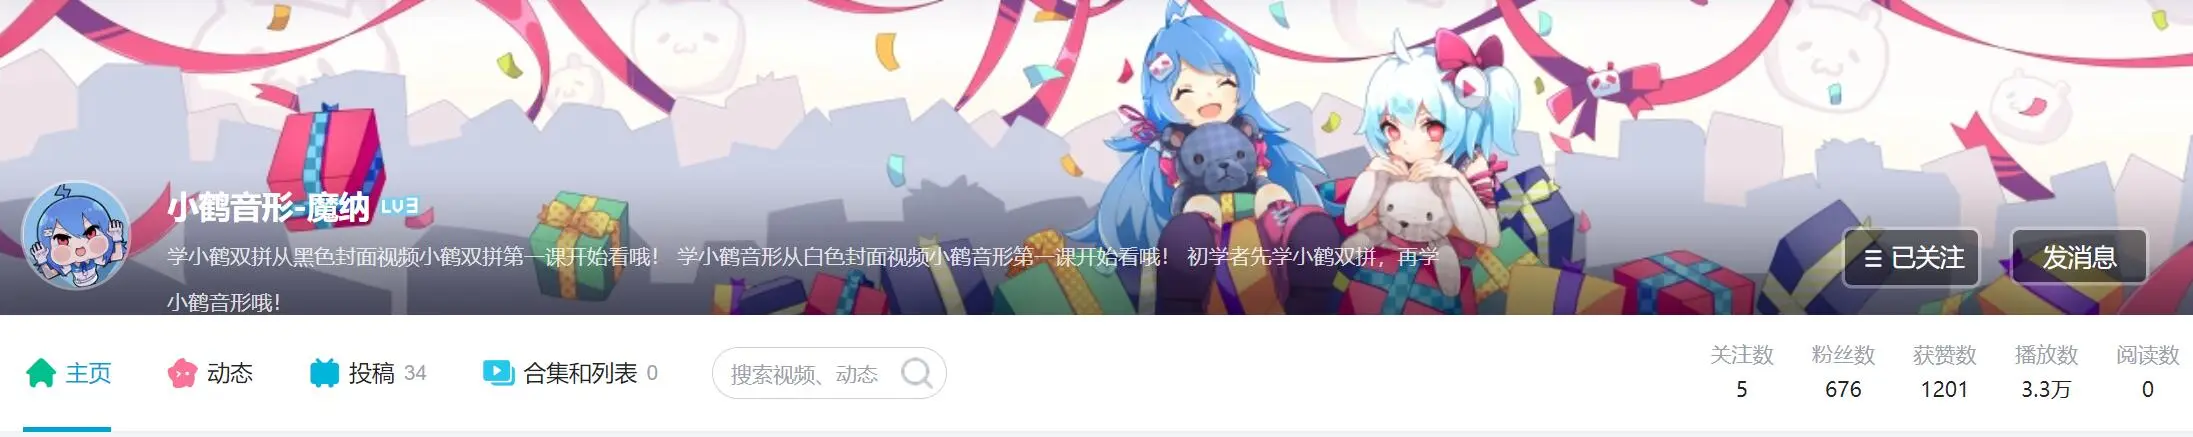 小鹤音形-魔纳 LV3
学小鹤双拼从黑色封面视频小鹤双拼第一课开始看哦! 学小鹤音形从白色封面视频小鹤音形第一课开始看哦! 初学者先学小鹤双拼，再学
小鹤音形哦!
已关注 发消息
主页 动态 投稿 34 合集和列表 0 搜索视频、动态
关注数 粉丝数 获赞数 播放数 阅读数
5 676 1201 3.3万 0